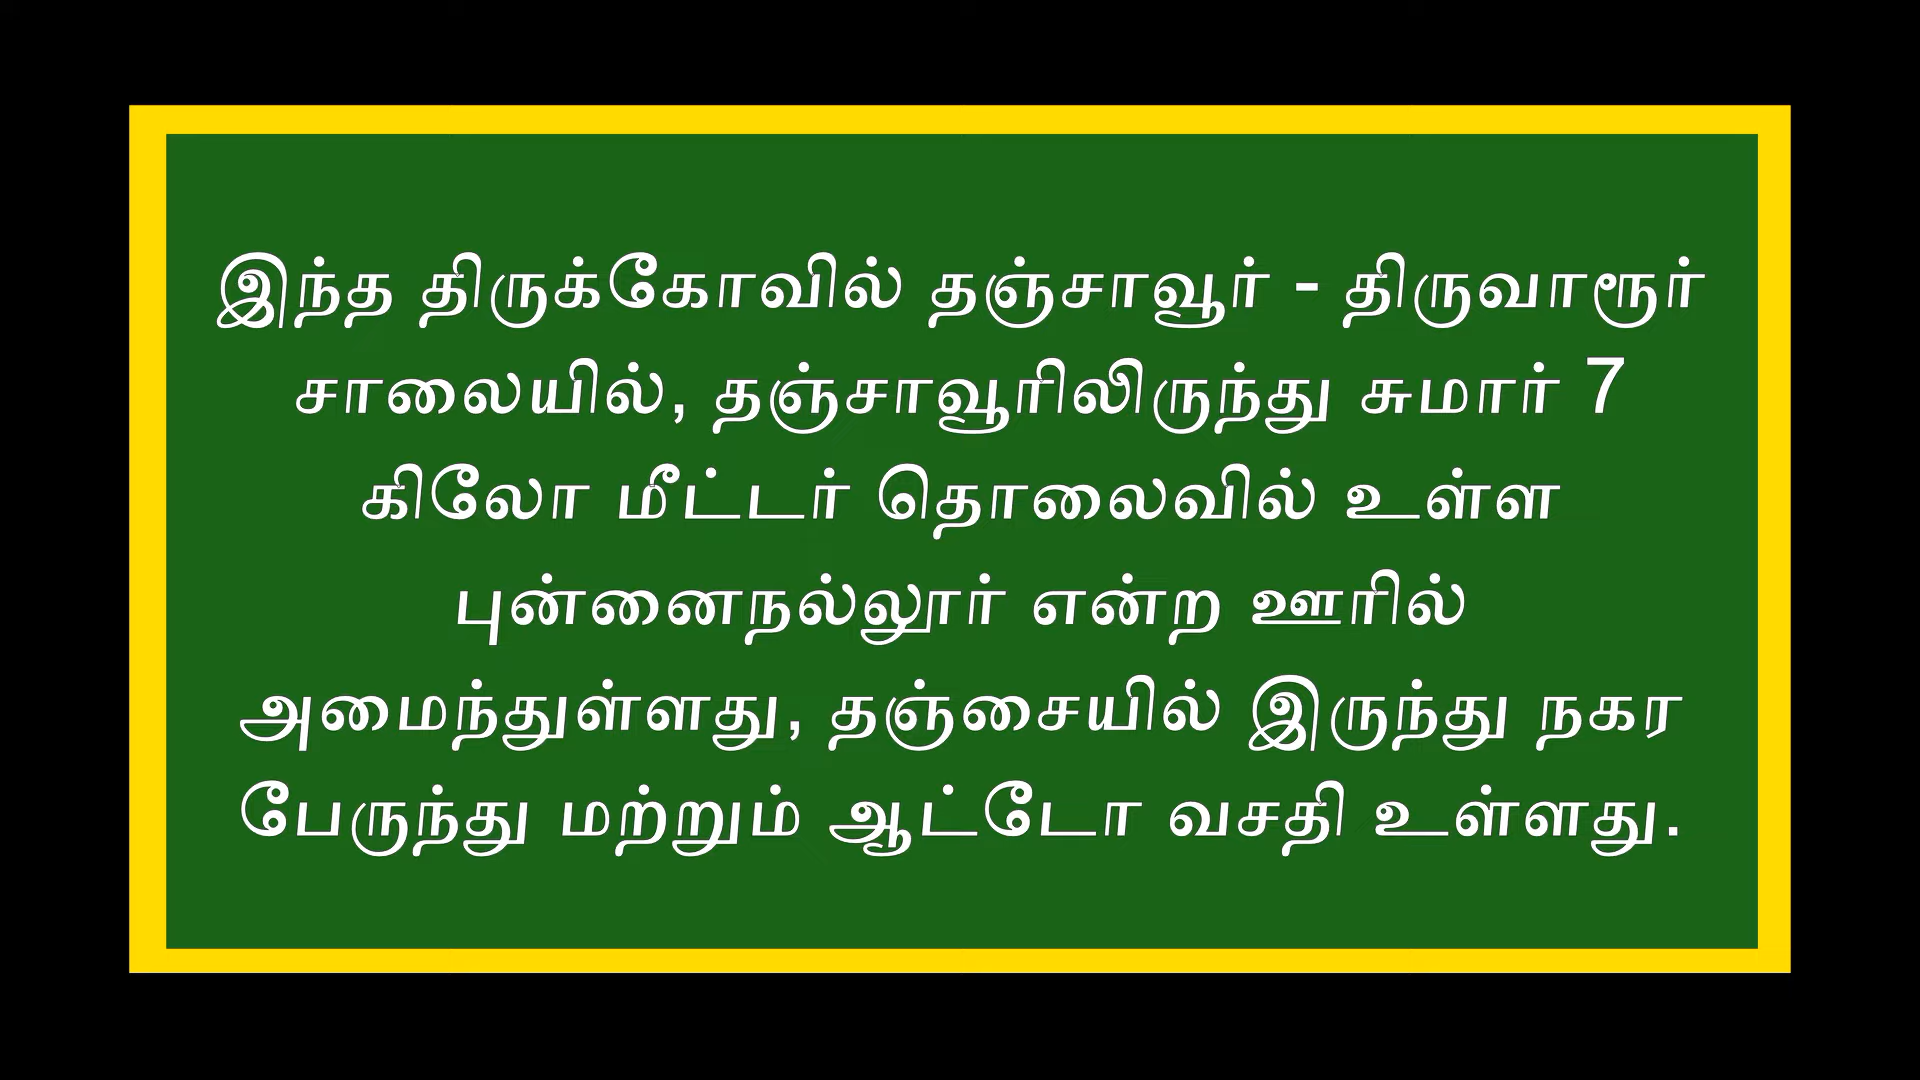 இந்த திருக்கோவில் தஞ்சாவூர் - திருவாரூர்
சாலையில், தஞ்சாவூரிலிருந்து சுமார் 7
கிலோ மீட்டர் தொலைவில் உள்ள
புன்னைநல்லூர் என்ற ஊரில்
அமைந்துள்ளது, தஞ்சையில் இருந்து நகர
பேருந்து மற்றும் ஆட்டோ வசதி உள்ளது.